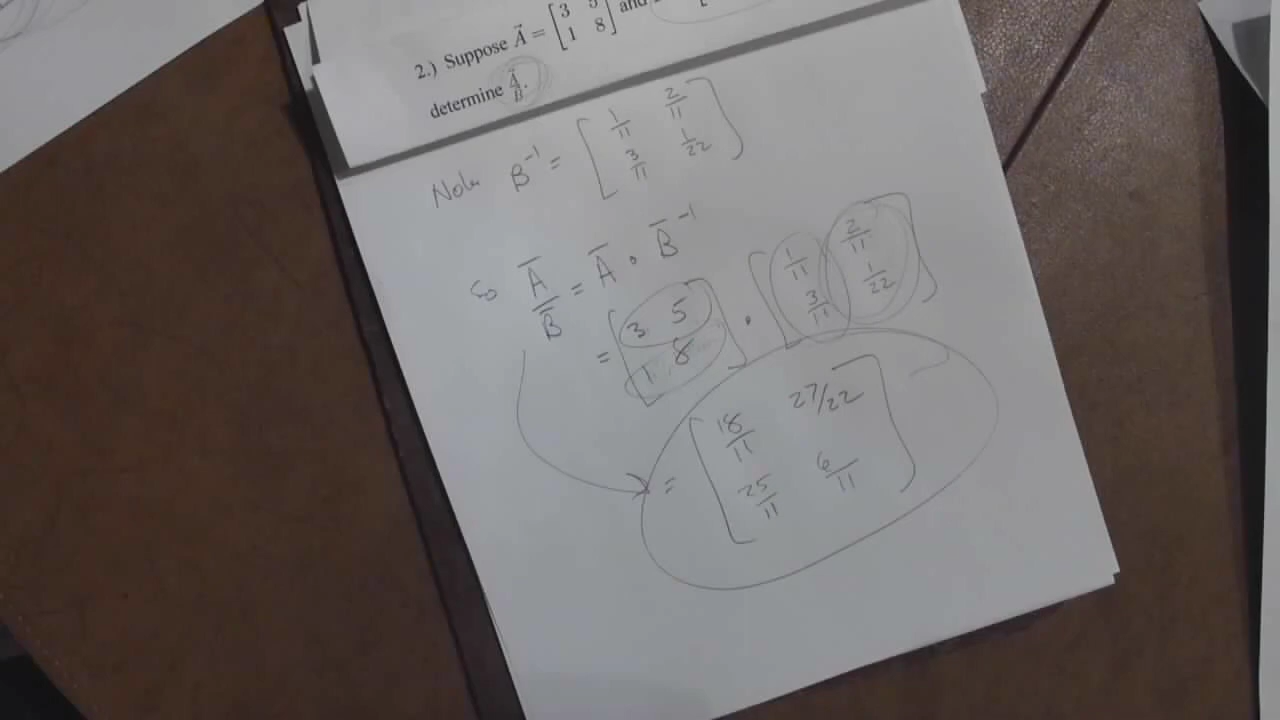 2.) Suppose A⃗ = [3 5; 1 8] and
determine A⃗/B⃗.
Note B⁻¹ = [1/11 2/11; 3/11 1/22]
So A̅/B̅ = A̅ • B̅⁻¹
= [3 5; 1 8] • [1/11 2/11; 3/11 1/22]
= [18/11 27/22; 25/11 6/11]